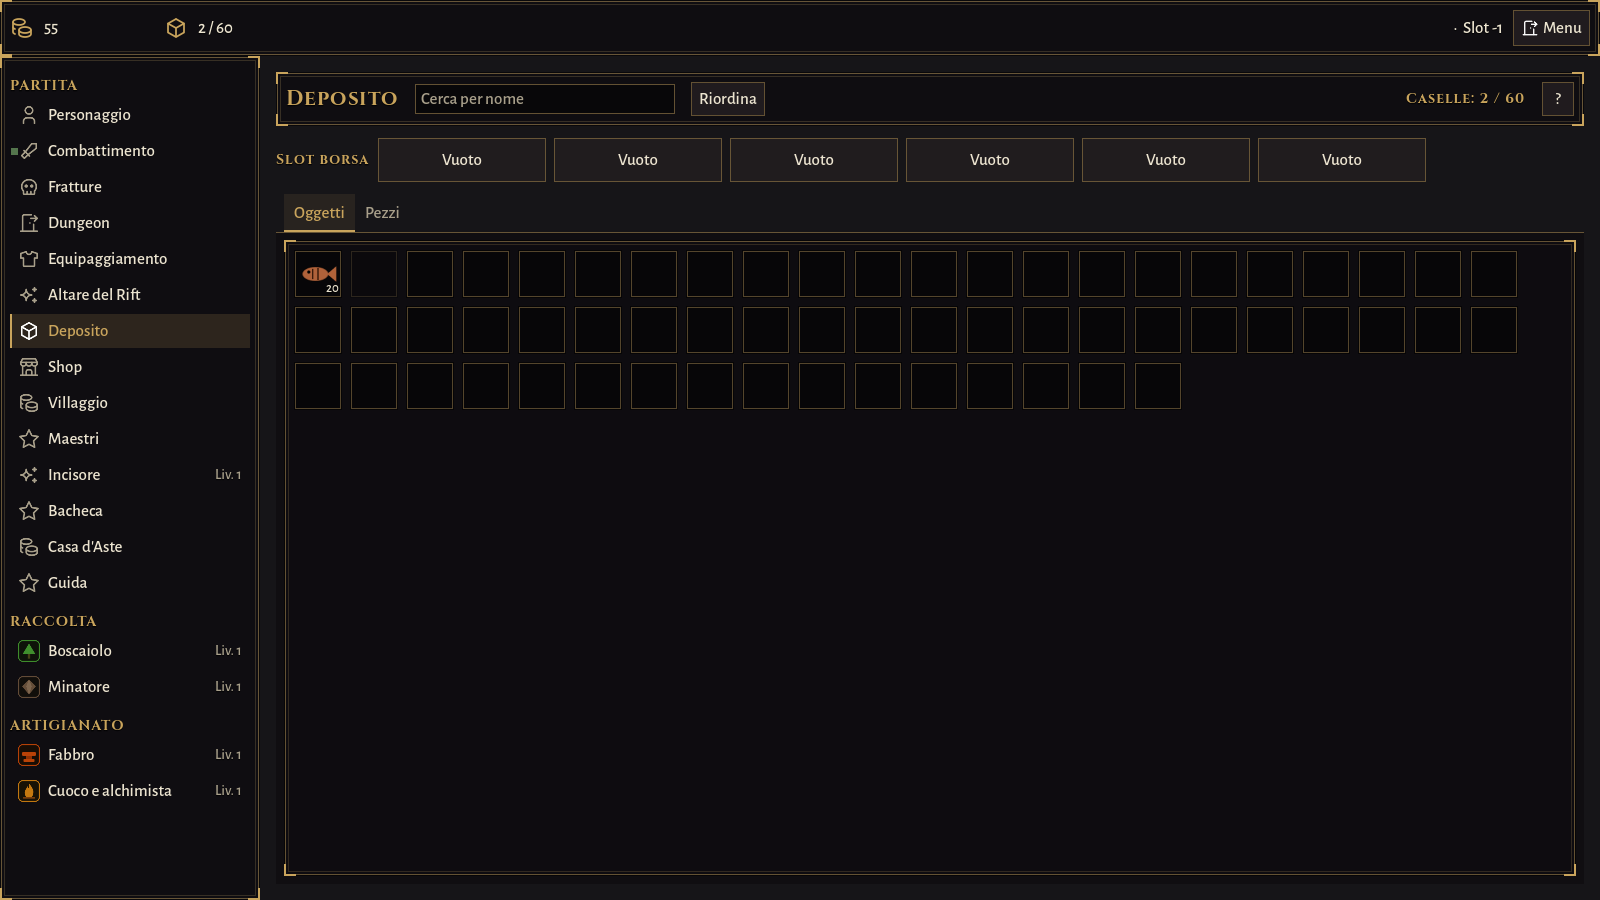 55
2 / 60
· Slot -1
Menu
PARTITA
Personaggio
Combattimento
Fratture
Dungeon
Equipaggiamento
Altare del Rift
Deposito
Shop
Villaggio
Maestri
Incisore Liv. 1
Bacheca
Casa d'Aste
Guida
RACCOLTA
Boscaiolo Liv. 1
Minatore Liv. 1
ARTIGIANATO
Fabbro Liv. 1
Cuoco e alchimista Liv. 1
DEPOSITO
Cerca per nome
Riordina
CASELLE: 2 / 60
?
SLOT BORSA
Vuoto
Vuoto
Vuoto
Vuoto
Vuoto
Vuoto
Oggetti
Pezzi
20